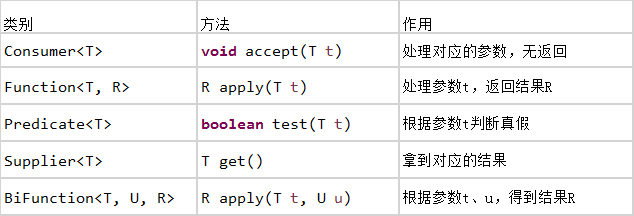 类别 方法 作用
Consumer<T> void accept(T t) 处理对应的参数，无返回
Function<T, R> R apply(T t) 处理参数t，返回结果R
Predicate<T> boolean test(T t) 根据参数t判断真假
Supplier<T> T get() 拿到对应的结果
BiFunction<T, U, R> R apply(T t, U u) 根据参数t、u，得到结果R